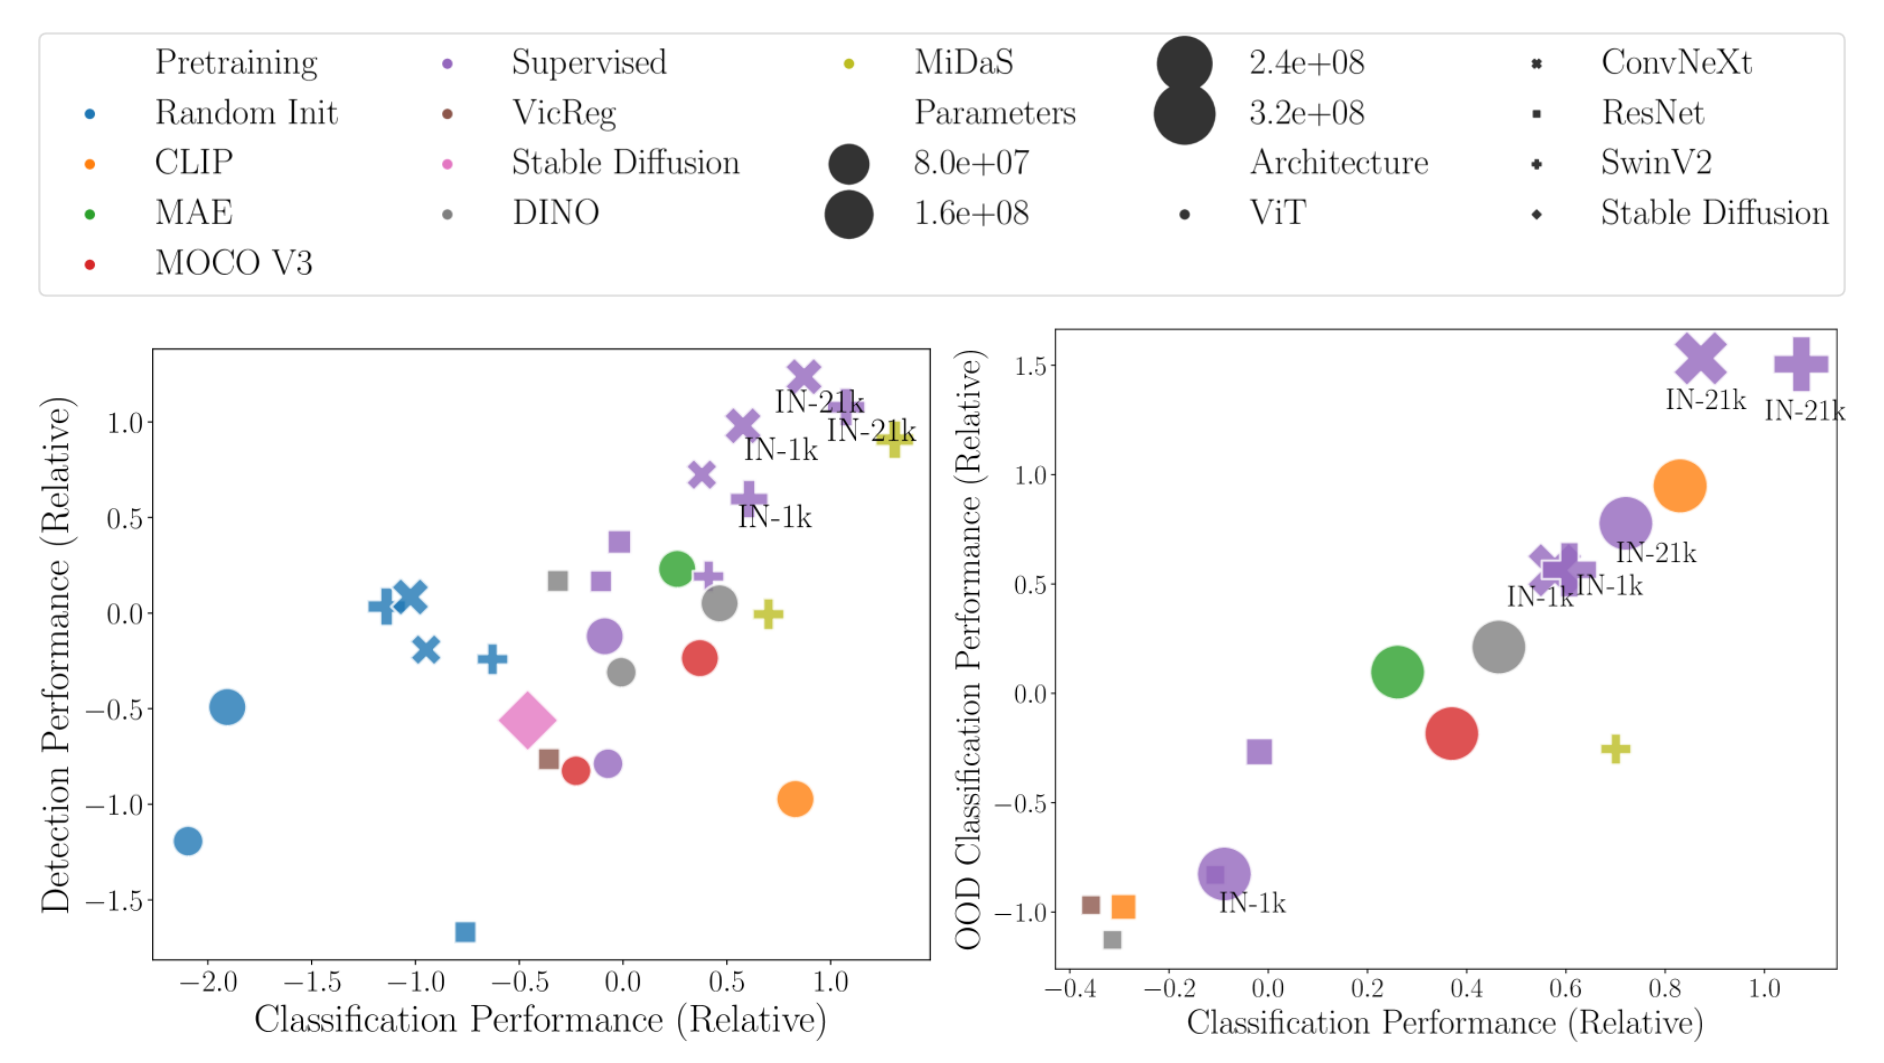 Pretraining
Random Init
CLIP
MAE
MOCO V3
Supervised
VicReg
Stable Diffusion
DINO
MiDaS
Parameters
8.0e+07
1.6e+08
2.4e+08
3.2e+08
Architecture
ViT
ConvNeXt
ResNet
SwinV2
Stable Diffusion
Detection Performance (Relative)
1.0
0.5
0.0
−0.5
−1.0
−1.5
IN-21k
IN-21k
IN-1k
IN-1k
−2.0 −1.5 −1.0 −0.5 0.0 0.5 1.0
Classification Performance (Relative)
OOD Classification Performance (Relative)
1.5
1.0
0.5
0.0
−0.5
−1.0
IN-21k
IN-21k
IN-21k
IN-1k
IN-1k
IN-1k
−0.4 −0.2 0.0 0.2 0.4 0.6 0.8 1.0
Classification Performance (Relative)